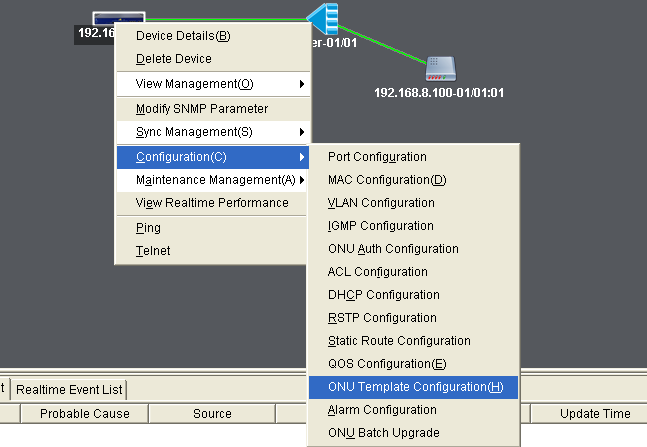 192.16
Device Details(B)
Delete Device
View Management(O)
Modify SNMP Parameter
Sync Management(S)
Configuration(C)
Maintenance Management(A)
View Realtime Performance
Ping
Telnet
er-01/01
192.168.8.100-01/01:01
Port Configuration
MAC Configuration(D)
VLAN Configuration
IGMP Configuration
ONU Auth Configuration
ACL Configuration
DHCP Configuration
RSTP Configuration
Static Route Configuration
QOS Configuration(E)
ONU Template Configuration(H)
Alarm Configuration
ONU Batch Upgrade
t
Realtime Event List
Probable Cause
Source
Update Time